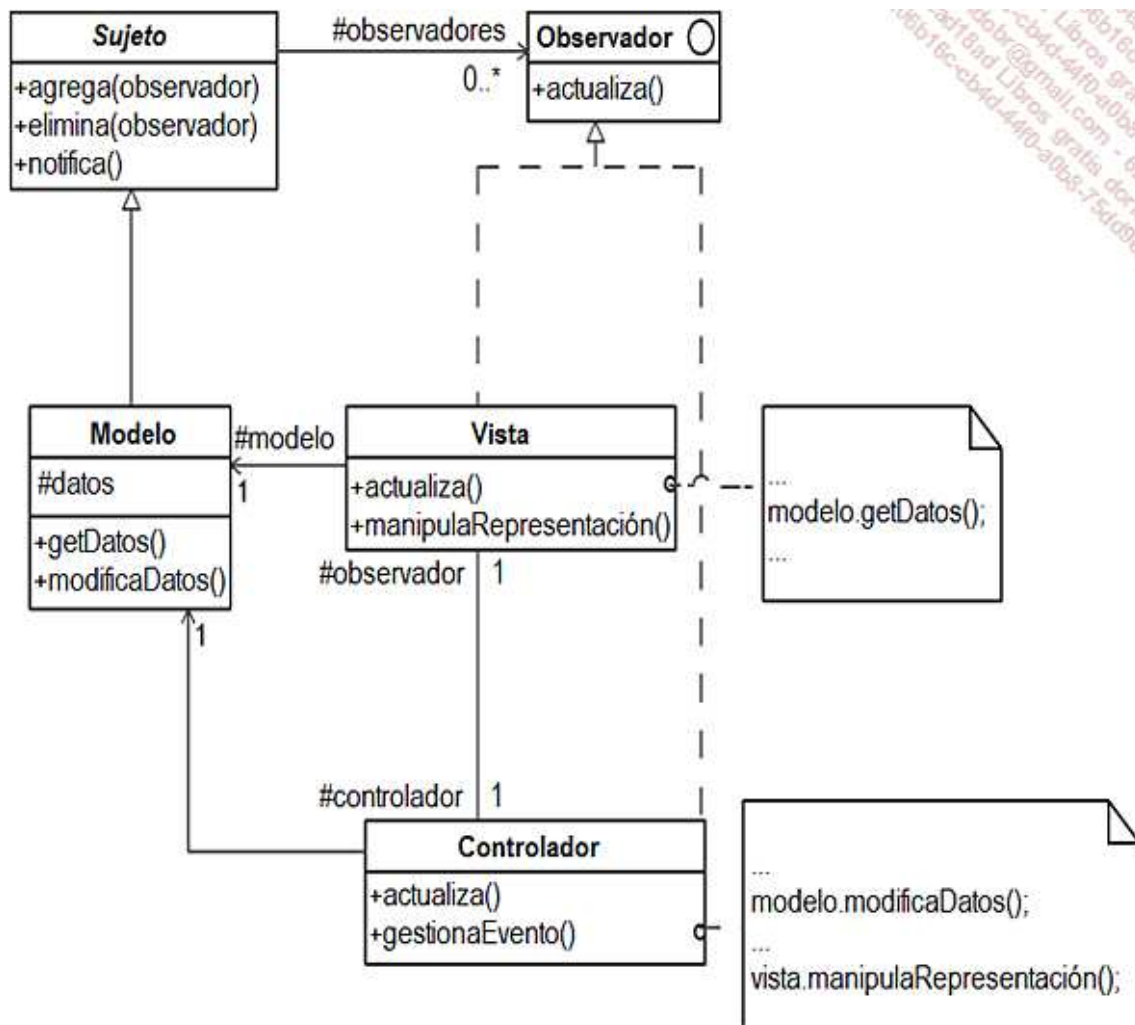 Sujeto
+agrega(observador)
+elimina(observador)
+notifica()
#observadores
0..*
Observador
+actualiza()
Modelo
#datos
+getDatos()
+modificaDatos()
#modelo
1
Vista
+actualiza()
+manipulaRepresentación()
...
modelo.getDatos();
...
#observador 1
1
#controlador 1
Controlador
+actualiza()
+gestionaEvento()
...
modelo.modificaDatos();
...
vista.manipulaRepresentación();